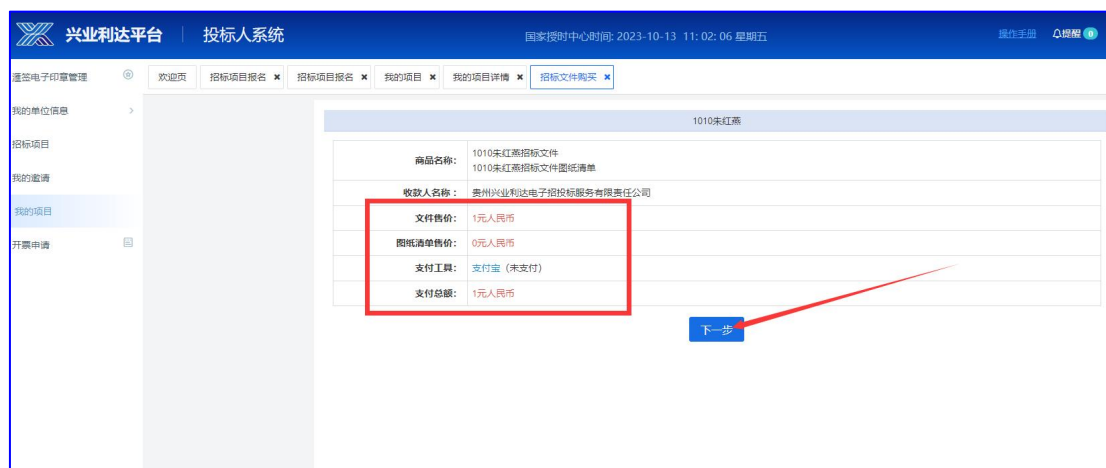 兴业利达平台
投标人系统
国家授时中心时间: 2023-10-13 11: 02: 06 星期五
操作手册
提醒 0
欢迎页
招标项目报名 ×
招标项目报名 ×
我的项目 ×
我的项目详情 ×
招标文件购买 ×
签电子印章管理
我的单位信息 >
招标项目
我的邀请
我的项目
开票申请
1010朱红燕
商品名称:
1010朱红燕招标文件
1010朱红燕招标文件图纸清单
收款人名称： 贵州兴业利达电子招投标服务有限责任公司
文件售价: 1元人民币
图纸清单售价: 0元人民币
支付工具: 支付宝（未支付）
支付总额: 1元人民币
下一步